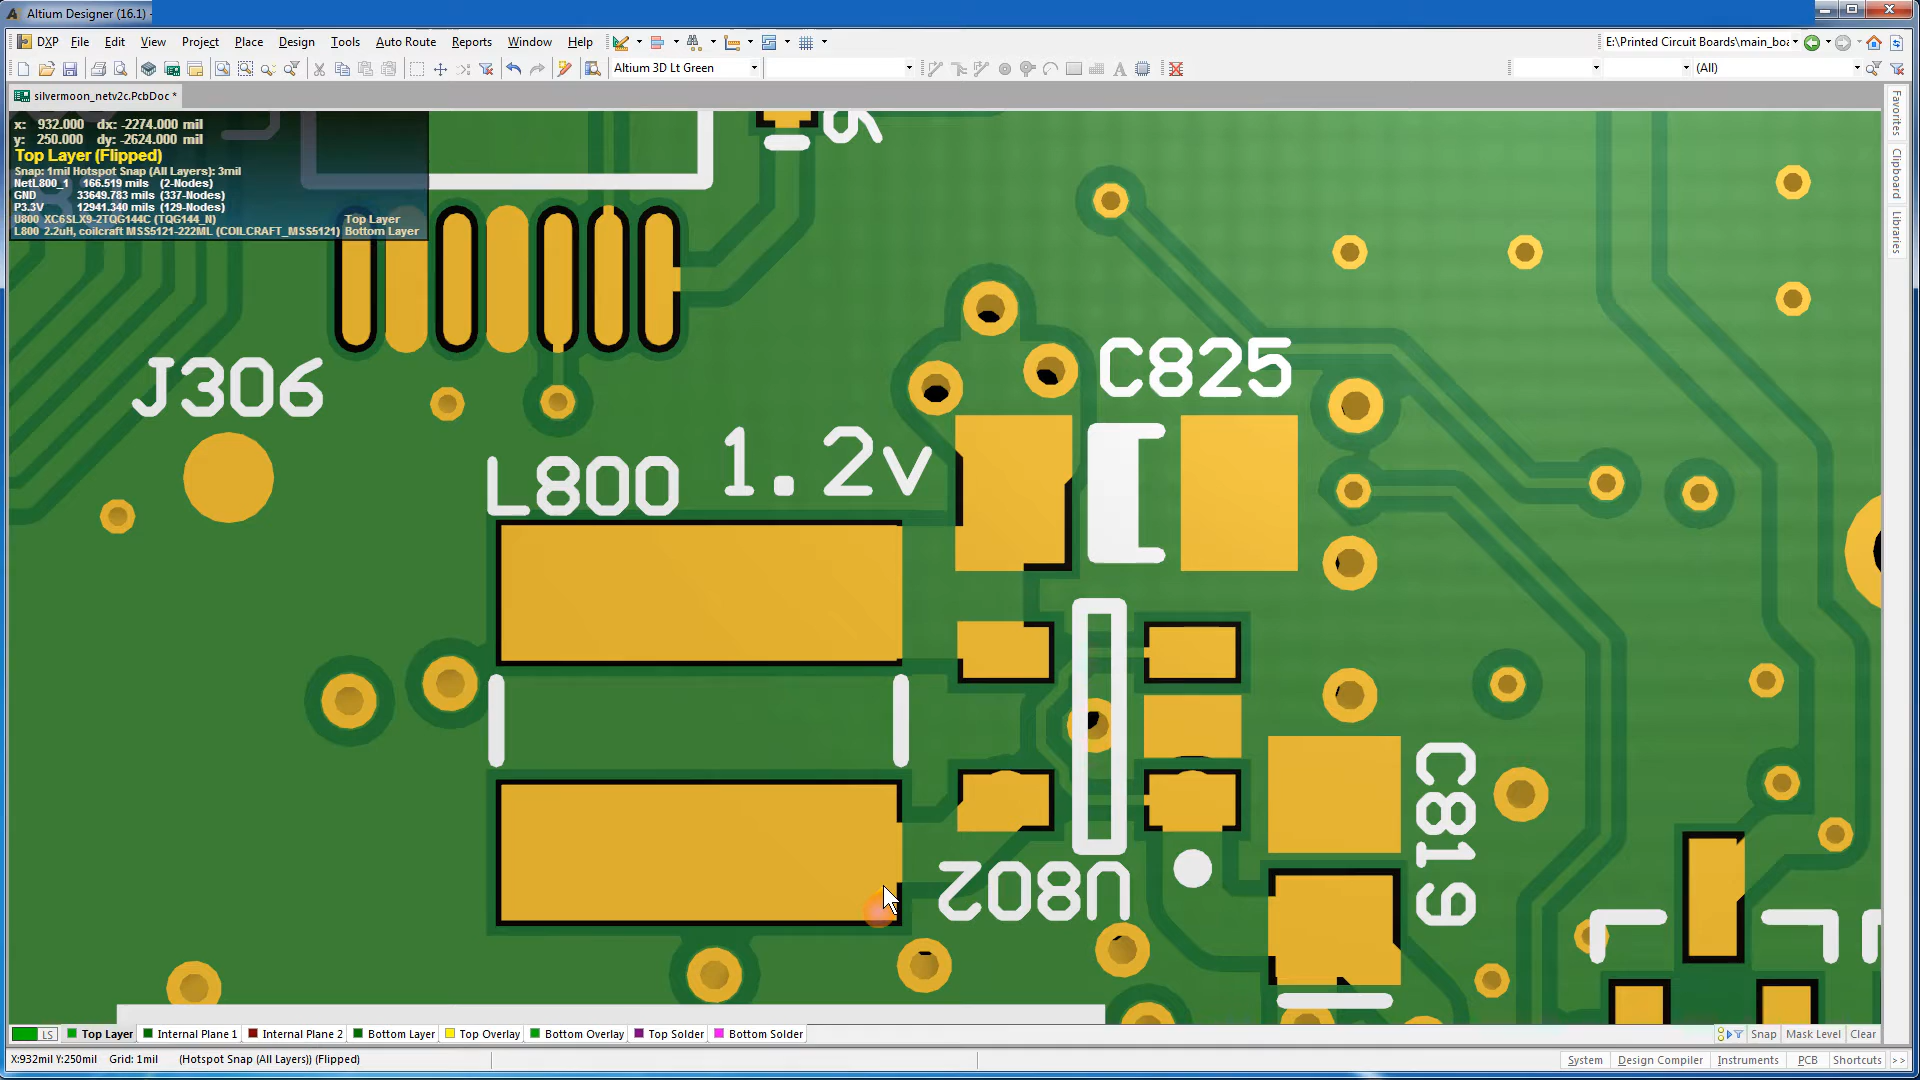 Altium Designer (16.1) -
DXP File Edit View Project Place Design Tools Auto Route Reports Window Help
E:\Printed Circuit Boards\main_boa
Altium 3D Lt Green
(All)
silvermoon_netv2c.PcbDoc *
x: 932.000 dx: -2274.000 mil
y: 250.000 dy: -2624.000 mil
Top Layer (Flipped)
Snap: 1mil Hotspot Snap (All Layers): 3mil
NetL800_1 166.519 mils (2-Nodes)
GND 33649.783 mils (337-Nodes)
P3.3V 12941.340 mils (129-Nodes)
U800 XC6SLX9-2TQG144C (TQG144_N) Top Layer
L800 2.2uH, coilcraft MSS5121-222ML (COILCRAFT_MSS5121) Bottom Layer
Favorites
Clipboard
Libraries
J306
C825
L800
1.2v
C819
U802
LS Top Layer Internal Plane 1 Internal Plane 2 Bottom Layer Top Overlay Bottom Overlay Top Solder Bottom Solder
Snap Mask Level Clear
X:932mil Y:250mil Grid: 1mil (Hotspot Snap (All Layers)) (Flipped)
System Design Compiler Instruments PCB Shortcuts >>